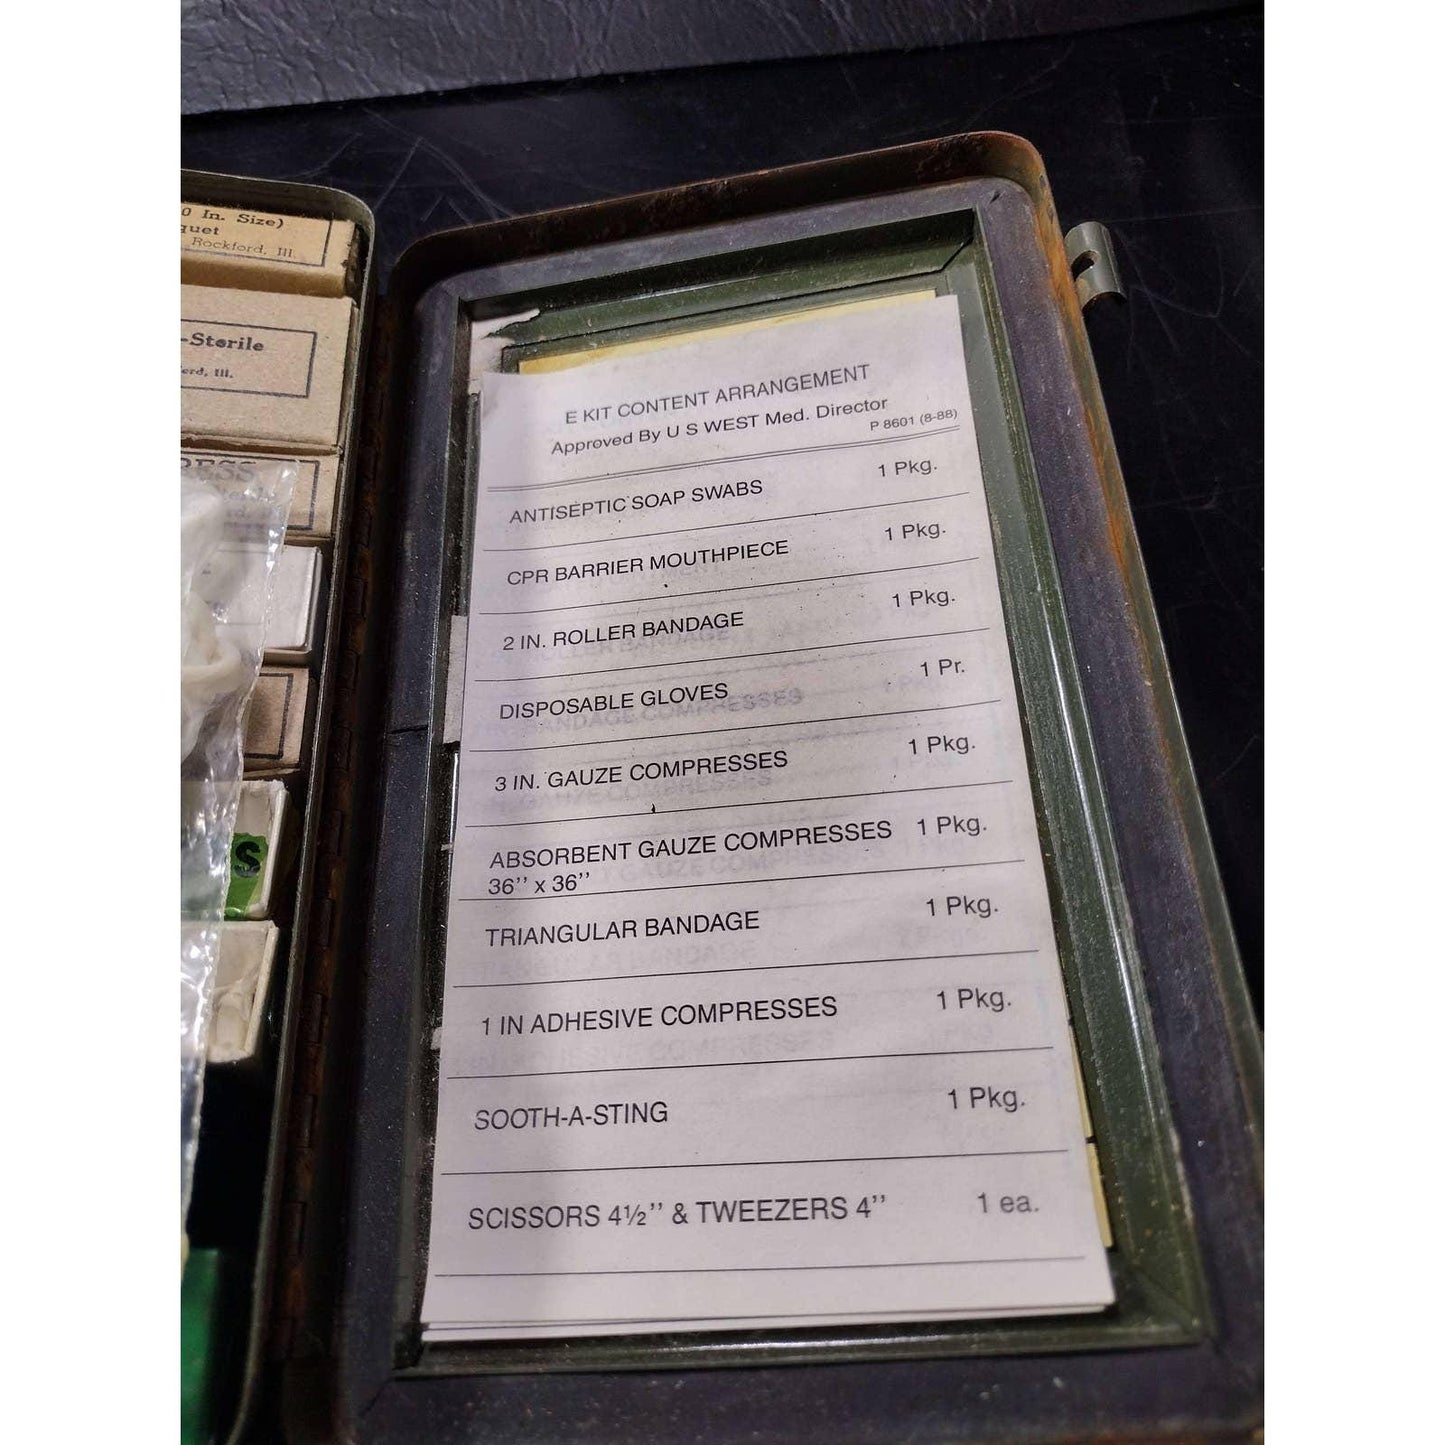 0 In. Size)
quet
Rockford, Ill.
-Sterile
erd, Ill.
RESS
S
E KIT CONTENT ARRANGEMENT
Approved By U S WEST Med. Director
P 8601 (8-88)
ANTISEPTIC SOAP SWABS 1 Pkg.
CPR BARRIER MOUTHPIECE 1 Pkg.
2 IN. ROLLER BANDAGE 1 Pkg.
DISPOSABLE GLOVES 1 Pr.
3 IN. GAUZE COMPRESSES 1 Pkg.
ABSORBENT GAUZE COMPRESSES 1 Pkg.
36'' x 36''
TRIANGULAR BANDAGE 1 Pkg.
1 IN ADHESIVE COMPRESSES 1 Pkg.
SOOTH-A-STING 1 Pkg.
SCISSORS 4½'' & TWEEZERS 4'' 1 ea.